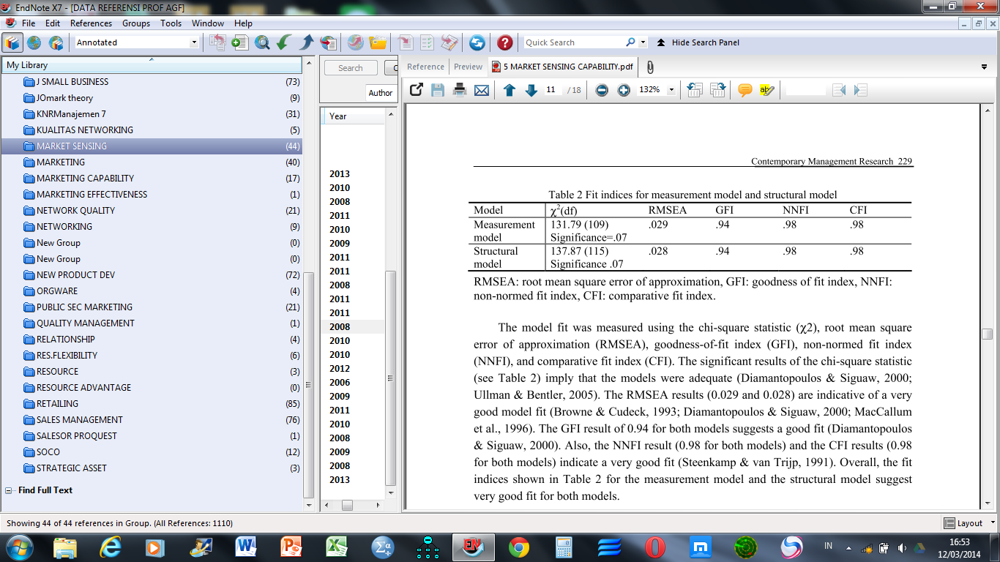 EndNote X7 - [DATA REFERENSI PROF AGF]
File Edit References Groups Tools Window Help
Annotated
Quick Search
Hide Search Panel
My Library
J SMALL BUSINESS (73)
JOmark theory (9)
KNRManajemen 7 (31)
KUALITAS NETWORKING (5)
MARKET SENSING (44)
MARKETING (40)
MARKETING CAPABILITY (17)
MARKETING EFFECTIVENESS (1)
NETWORK QUALITY (21)
NETWORKING (9)
New Group (0)
New Group (0)
NEW PRODUCT DEV (72)
ORGWARE (4)
PUBLIC SEC MARKETING (21)
QUALITY MANAGEMENT (1)
RELATIONSHIP (4)
RES.FLEXIBILITY (6)
RESOURCE (3)
RESOURCE ADVANTAGE (0)
RETAILING (85)
SALES MANAGEMENT (76)
SALESOR PROQUEST (1)
SOCO (12)
STRATEGIC ASSET (3)
Find Full Text
Search
Author
Year
2013
2010
2008
2011
2010
2009
2011
2011
2008
2011
2011
2008
2010
2010
2012
2006
2009
2011
2010
2008
2009
2008
2013
Reference Preview 5 MARKET SENSING CAPABILITY.pdf
11 / 18 132%
Contemporary Management Research 229
Table 2 Fit indices for measurement model and structural model
Model χ²(df) RMSEA GFI NNFI CFI
Measurement 131.79 (109) .029 .94 .98 .98
model Significance=.07
Structural 137.87 (115) .028 .94 .98 .98
model Significance .07
RMSEA: root mean square error of approximation, GFI: goodness of fit index, NNFI:
non-normed fit index, CFI: comparative fit index.
The model fit was measured using the chi-square statistic (χ2), root mean square
error of approximation (RMSEA), goodness-of-fit index (GFI), non-normed fit index
(NNFI), and comparative fit index (CFI). The significant results of the chi-square statistic
(see Table 2) imply that the models were adequate (Diamantopoulos & Siguaw, 2000;
Ullman & Bentler, 2005). The RMSEA results (0.029 and 0.028) are indicative of a very
good model fit (Browne & Cudeck, 1993; Diamantopoulos & Siguaw, 2000; MacCallum
et al., 1996). The GFI result of 0.94 for both models suggests a good fit (Diamantopoulos
& Siguaw, 2000). Also, the NNFI result (0.98 for both models) and the CFI results (0.98
for both models) indicate a very good fit (Steenkamp & van Trijp, 1991). Overall, the fit
indices shown in Table 2 for the measurement model and the structural model suggest
very good fit for both models.
Showing 44 of 44 references in Group. (All References: 1110)
Layout
IN
16:53
12/03/2014